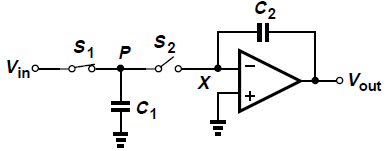 C2
S1 P S2
Vin X − Vout
C1 +